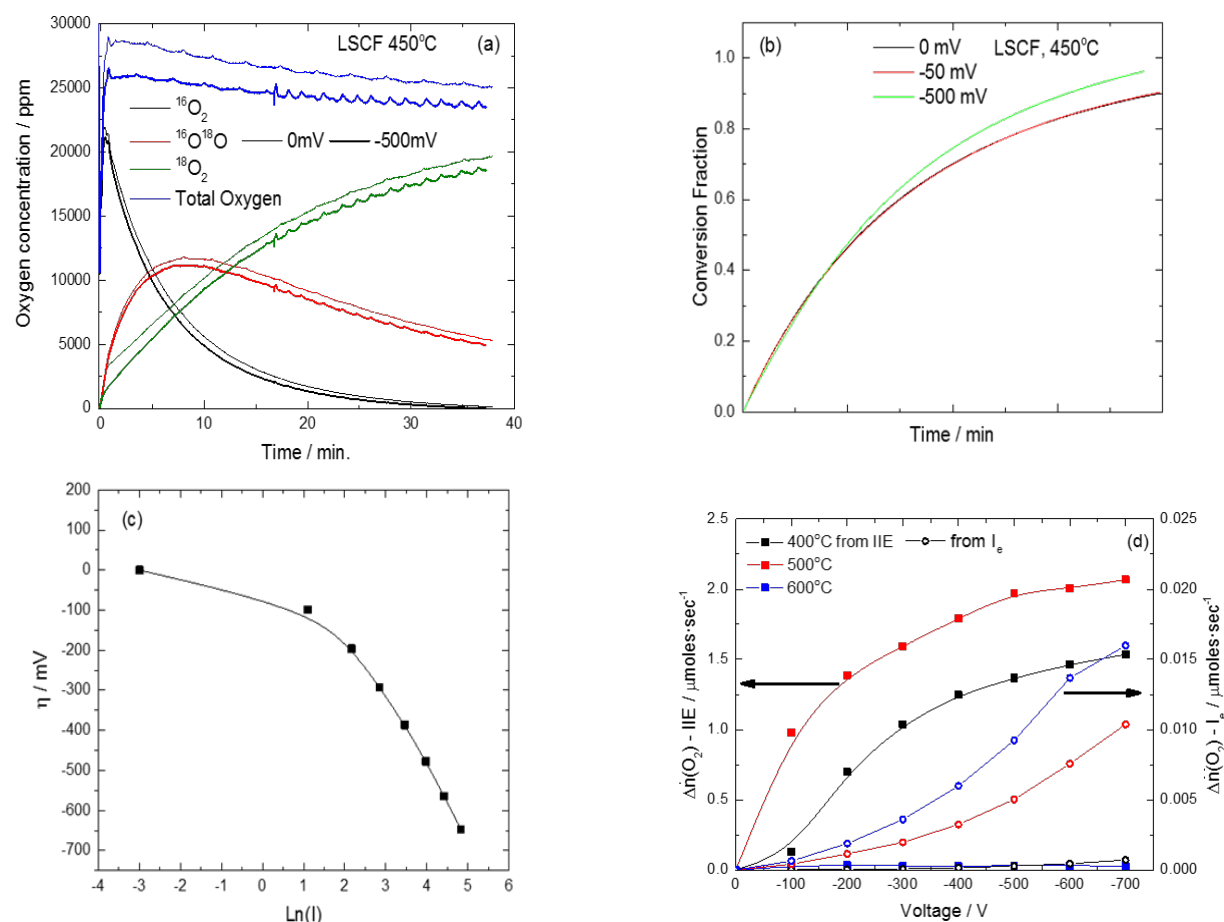 LSCF 450°C (a)
30000
25000
20000
15000
10000
5000
0
Oxygen concentration / ppm
¹⁶O₂
¹⁶O¹⁸O 0mV -500mV
¹⁸O₂
Total Oxygen
0 10 20 30 40
Time / min.
(b) 0 mV LSCF, 450°C
-50 mV
-500 mV
1.0
0.8
0.6
0.4
0.2
0.0
Conversion Fraction
Time / min
(c)
200
100
0
-100
-200
-300
-400
-500
-600
-700
η / mV
-4 -3 -2 -1 0 1 2 3 4 5 6
Ln(I)
400°C from IIE from Iₑ (d)
500°C
600°C
2.5
2.0
1.5
1.0
0.5
0.0
Δṅ(O₂) - IIE / μmoles·sec⁻¹
0.025
0.020
0.015
0.010
0.005
0.000
Δṅ(O₂) - Iₑ / μmoles·sec⁻¹
0 -100 -200 -300 -400 -500 -600 -700
Voltage / V